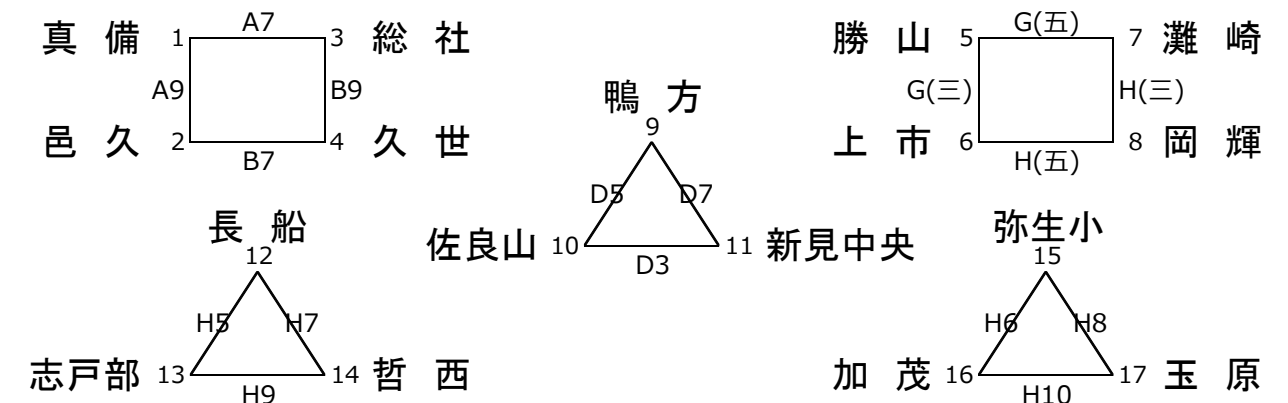 真 備 1 A7 3 総 社
A9 B9
邑 久 2 B7 4 久 世
勝 山 5 G(五) 7 灘 崎
G(三) H(三)
上 市 6 H(五) 8 岡 輝
鴨 方
9
D5 D7
佐良山 10 D3 11 新見中央
長 船
12
H5 H7
志戸部 13 H9 14 哲 西
弥生小
15
H6 H8
加 茂 16 H10 17 玉 原